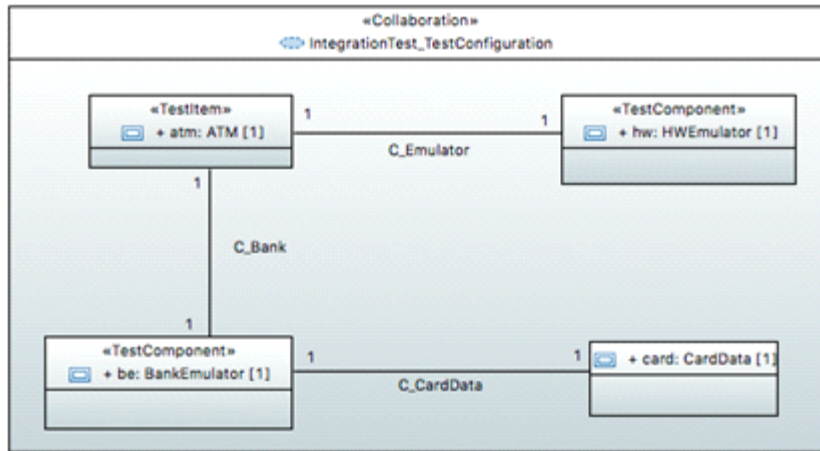 «Collaboration»
IntegrationTest_TestConfiguration
«TestItem»
+ atm: ATM [1]
1
1
C_Emulator
«TestComponent»
+ hw: HWEmulator [1]
1
C_Bank
1
«TestComponent»
+ be: BankEmulator [1]
1
1
C_CardData
+ card: CardData [1]